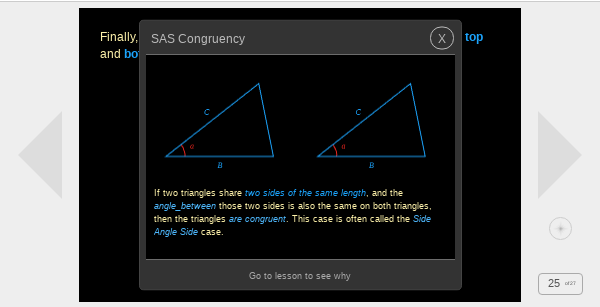 Finally,
top
and bo
SAS Congruency
X
C
C
θ
θ
B
B
If two triangles share two sides of the same length, and the
angle_between those two sides is also the same on both triangles,
then the triangles are congruent. This case is often called the Side
Angle Side case.
Go to lesson to see why
25 of 27